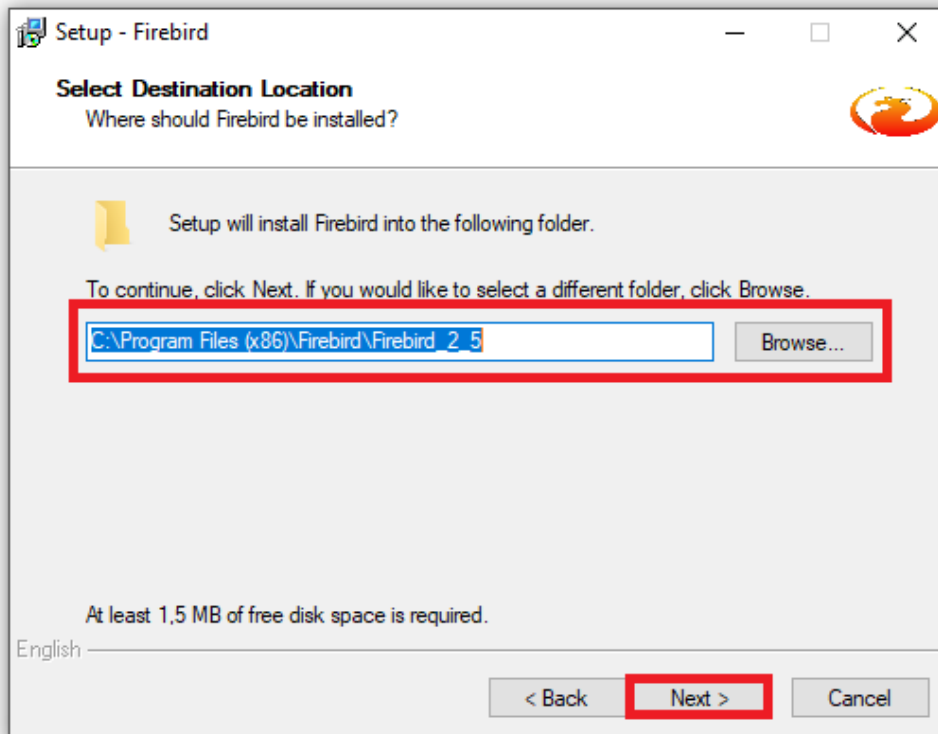 Setup - Firebird
Select Destination Location
Where should Firebird be installed?
Setup will install Firebird into the following folder.
To continue, click Next. If you would like to select a different folder, click Browse.
C:\Program Files (x86)\Firebird\Firebird_2_5
Browse...
At least 1,5 MB of free disk space is required.
English
< Back
Next >
Cancel